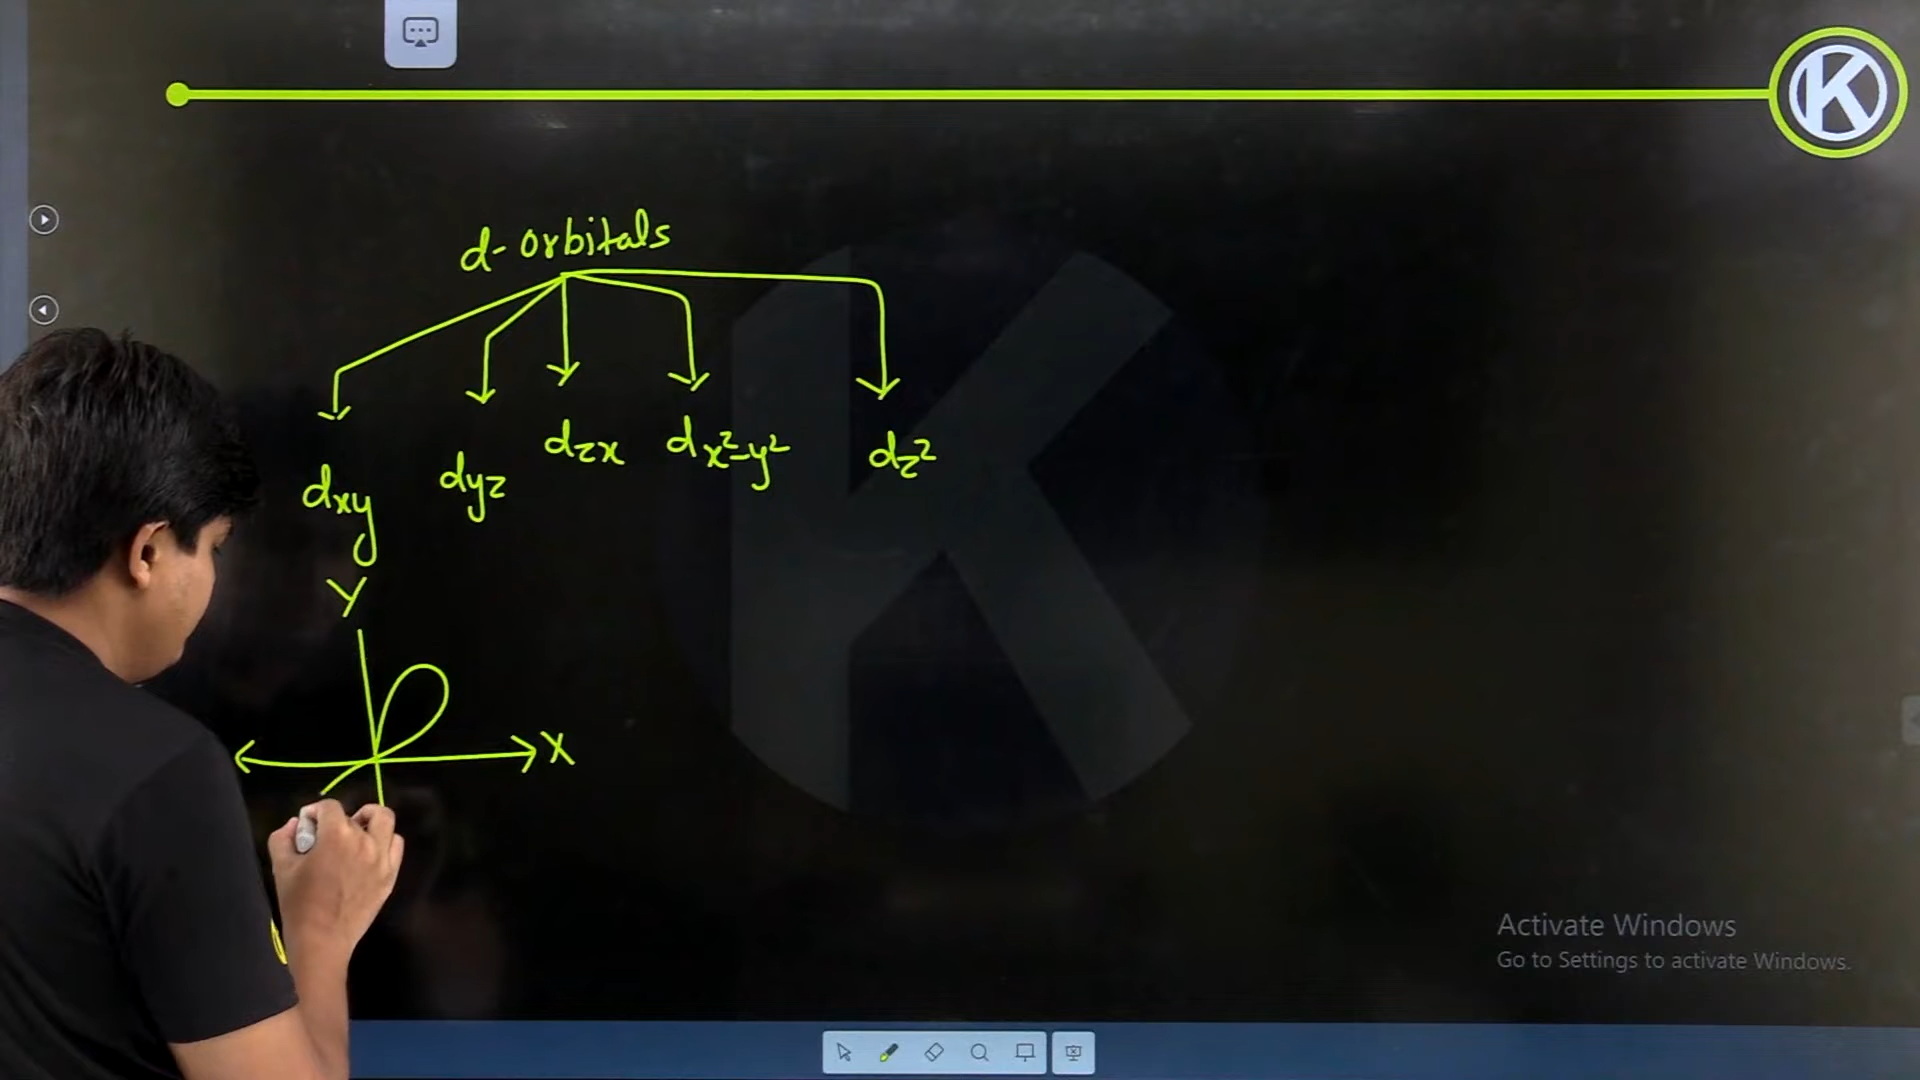 K
d-orbitals
dxy dyz dzx dx²-y² dz²
Y
X
Activate Windows
Go to Settings to activate Windows.